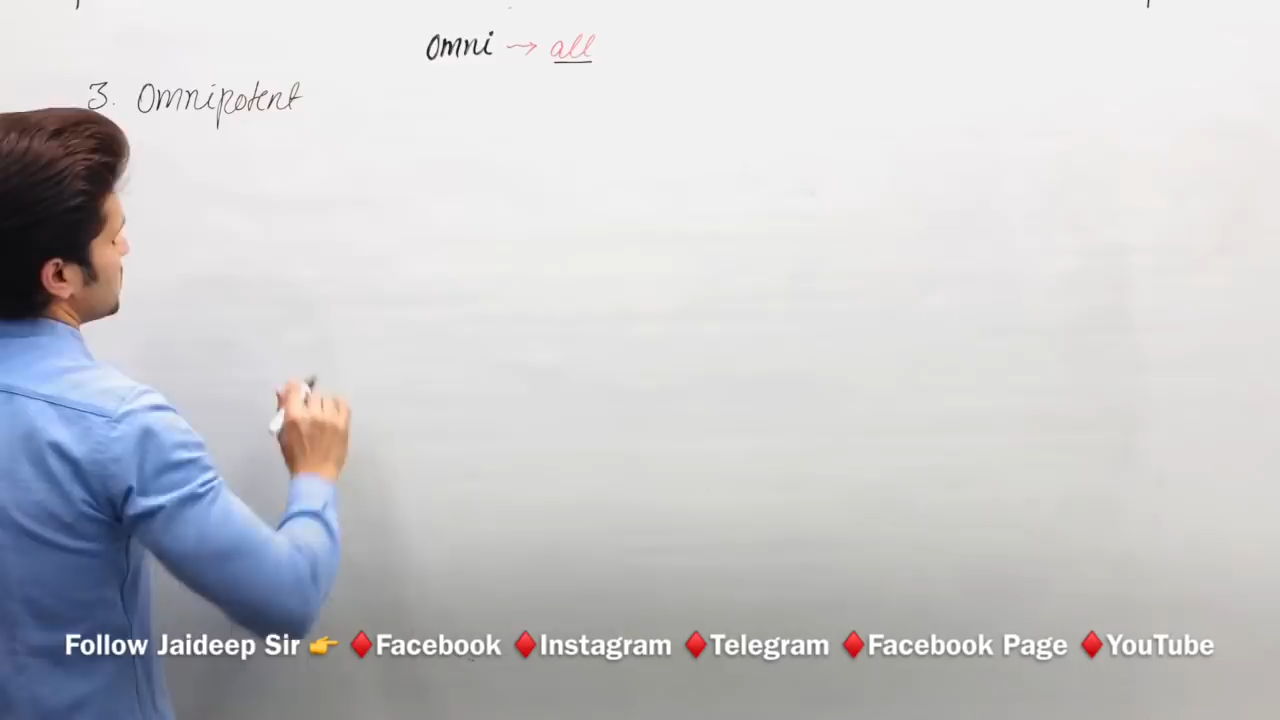 Omni → all
3. Omnipotent
Follow Jaideep Sir 👉 ♦Facebook ♦Instagram ♦Telegram ♦Facebook Page ♦YouTube